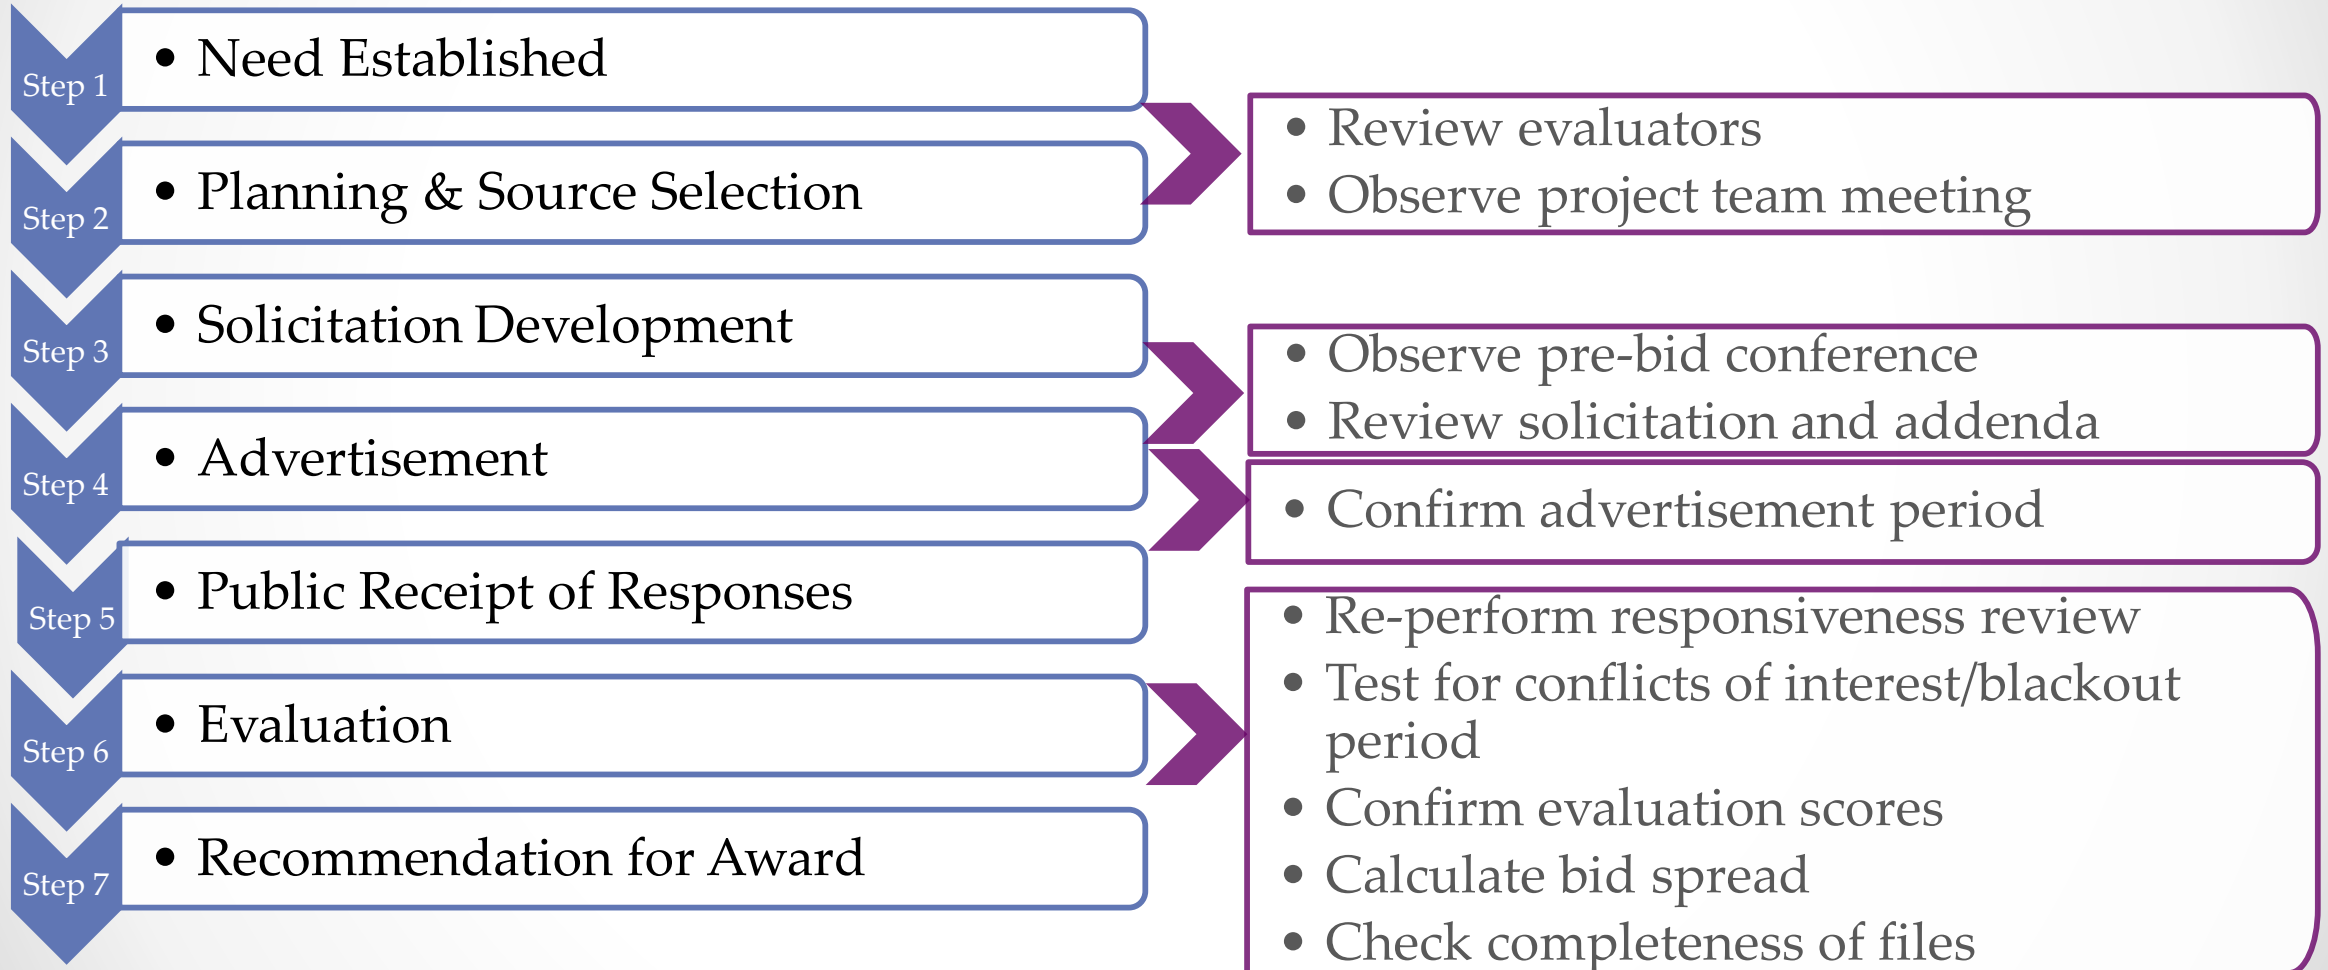 Step 1
• Need Established
Step 2
• Planning & Source Selection
• Review evaluators
• Observe project team meeting
Step 3
• Solicitation Development
Step 4
• Advertisement
• Observe pre-bid conference
• Review solicitation and addenda
• Confirm advertisement period
Step 5
• Public Receipt of Responses
Step 6
• Evaluation
Step 7
• Recommendation for Award
• Re-perform responsiveness review
• Test for conflicts of interest/blackout
period
• Confirm evaluation scores
• Calculate bid spread
• Check completeness of files